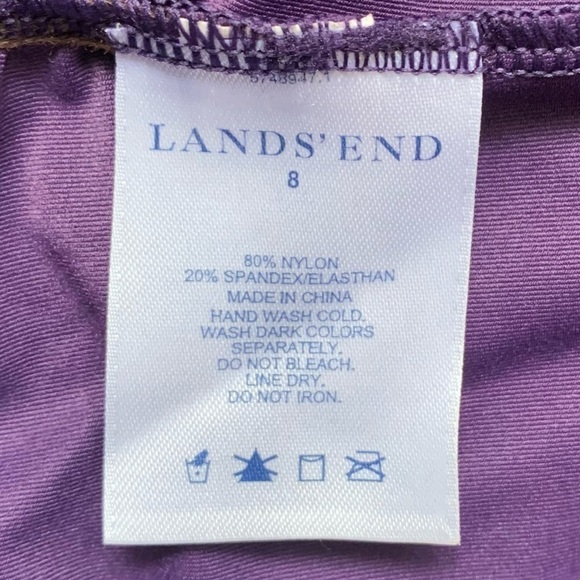 LANDS' END
8
80% NYLON
20% SPANDEX/ELASTHAN
MADE IN CHINA
HAND WASH COLD.
WASH DARK COLORS
SEPARATELY.
DO NOT BLEACH.
LINE DRY.
DO NOT IRON.